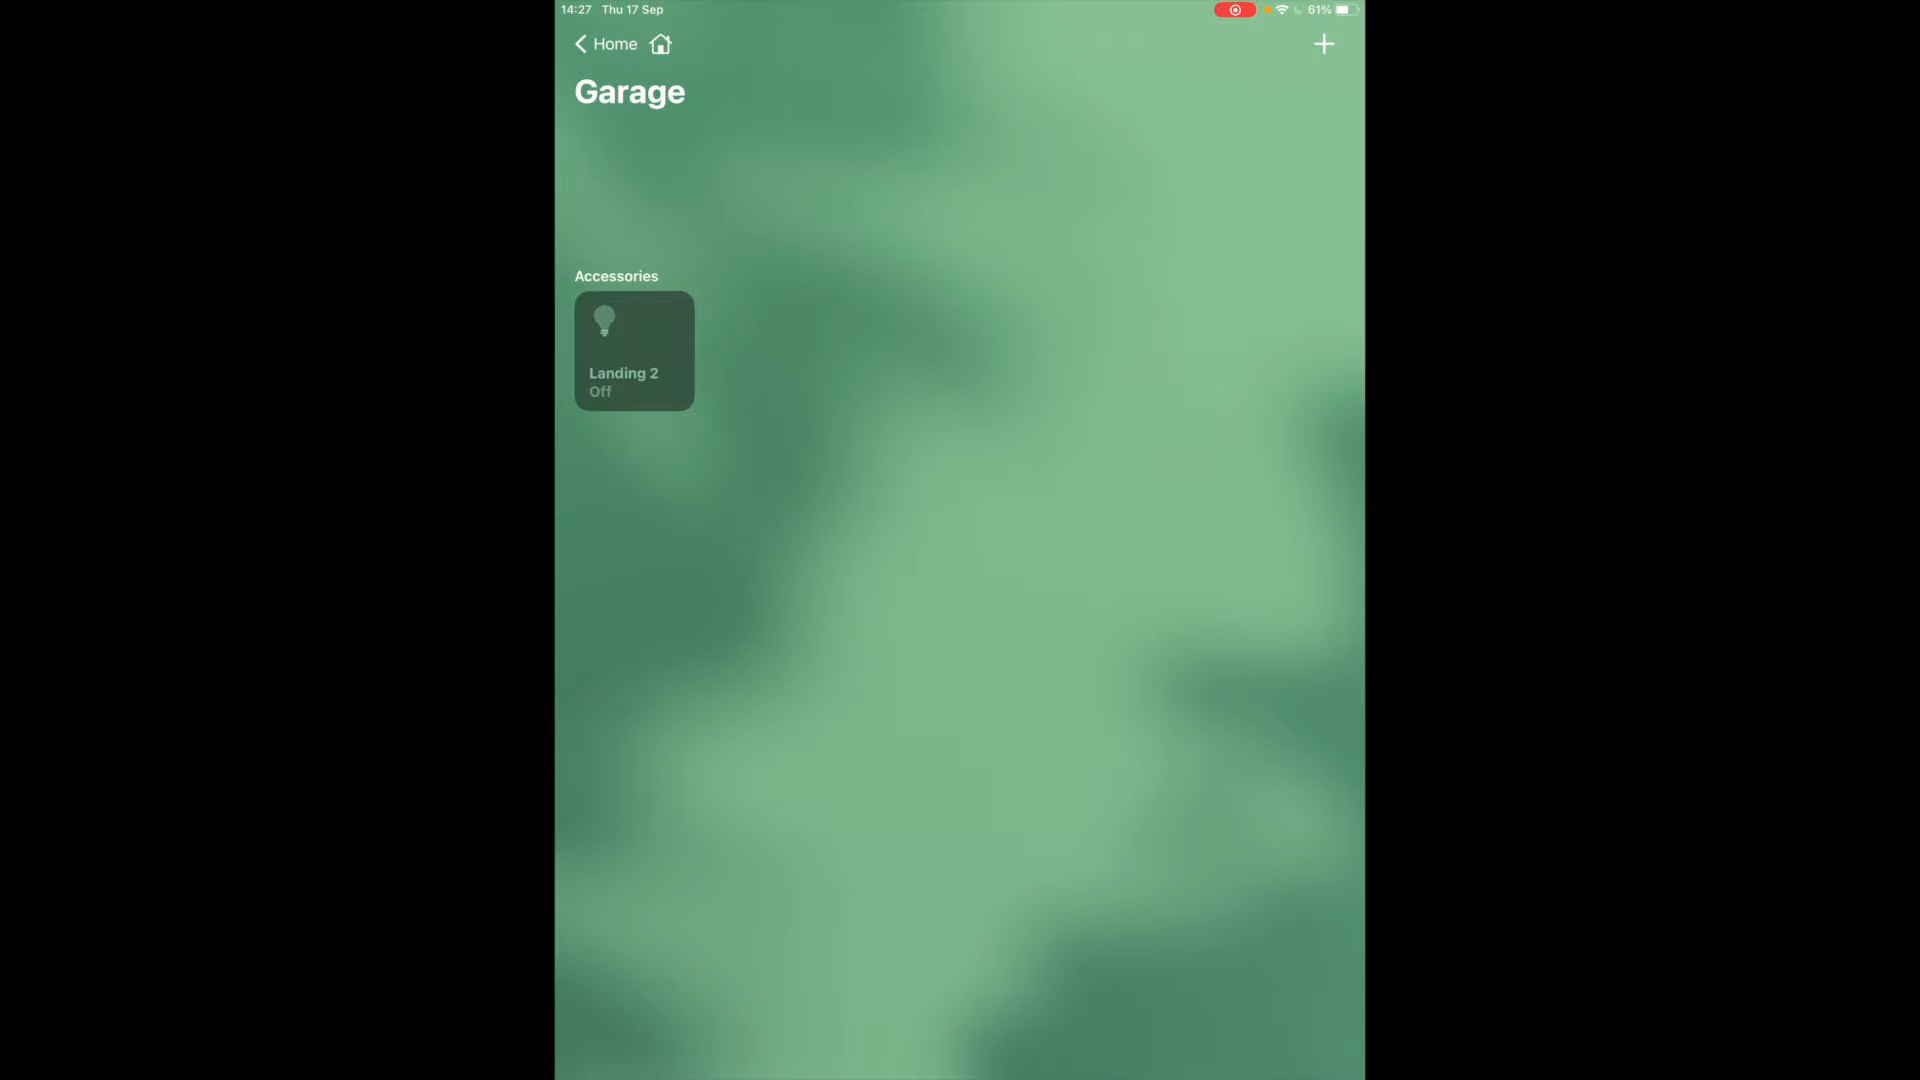 14:27 Thu 17 Sep 61%
Home
Garage
Accessories
Landing 2
Off